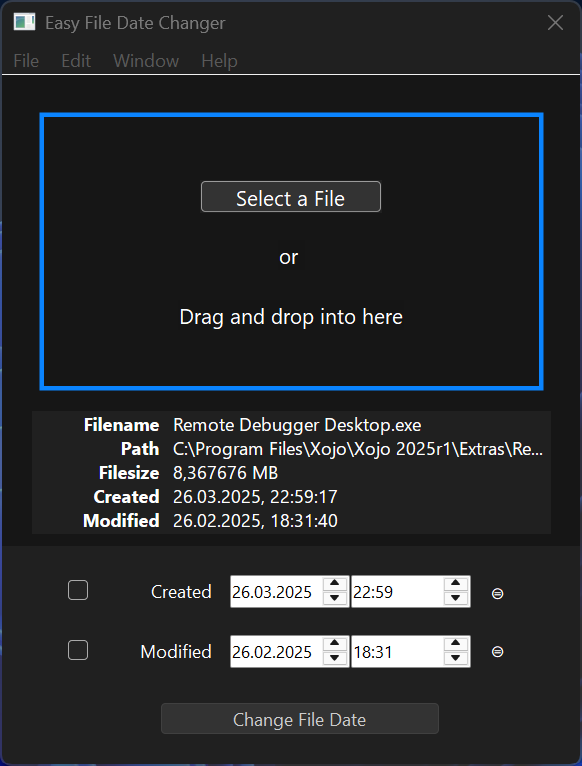 Easy File Date Changer
File Edit Window Help
Select a File
or
Drag and drop into here
Filename Remote Debugger Desktop.exe
Path C:\Program Files\Xojo\Xojo 2025r1\Extras\Re...
Filesize 8,367676 MB
Created 26.03.2025, 22:59:17
Modified 26.02.2025, 18:31:40
Created 26.03.2025 22:59
Modified 26.02.2025 18:31
Change File Date